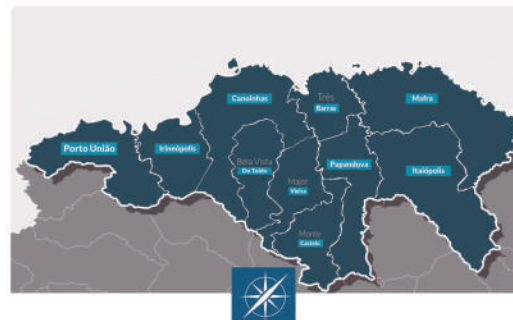 Canoinhas
Três
Barras
Mafra
Porto União
Irineópolis
Bela Vista
Do Toldo
Major
Vieira
Papanduva
Itaiópolis
Monte
Castelo